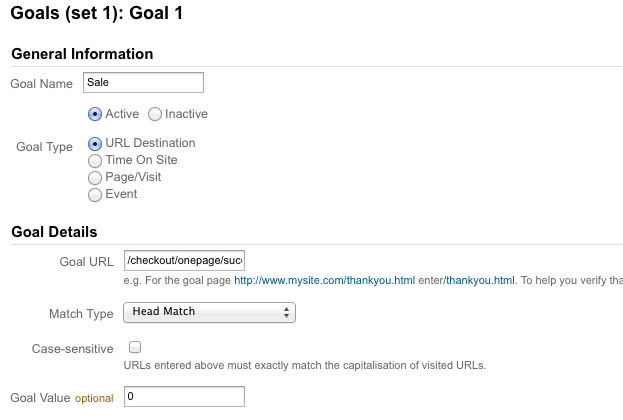 Goals (set 1): Goal 1
General Information
Goal Name Sale
Active Inactive
Goal Type URL Destination
Time On Site
Page/Visit
Event
Goal Details
Goal URL /checkout/onepage/suc
e.g. For the goal page http://www.mysite.com/thankyou.html enter/thankyou.html. To help you verify tha
Match Type Head Match
Case-sensitive
URLs entered above must exactly match the capitalisation of visited URLs.
Goal Value optional 0